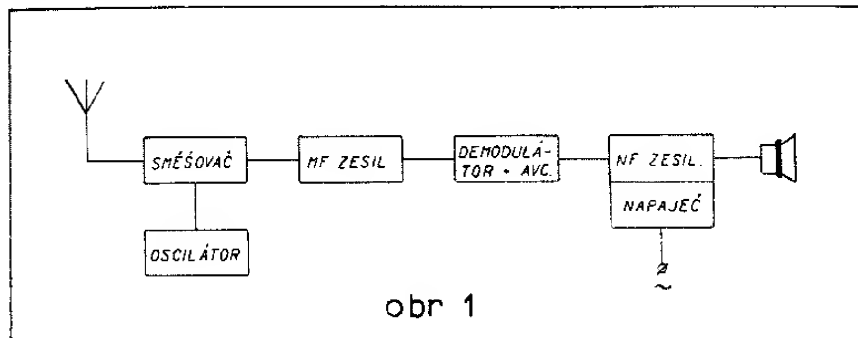 SMĚŠOVAČ
MF ZESIL
DEMODULÁ-
TOR + AVC.
NF ZESIL.
NAPAJEČ
OSCILÁTOR
obr 1